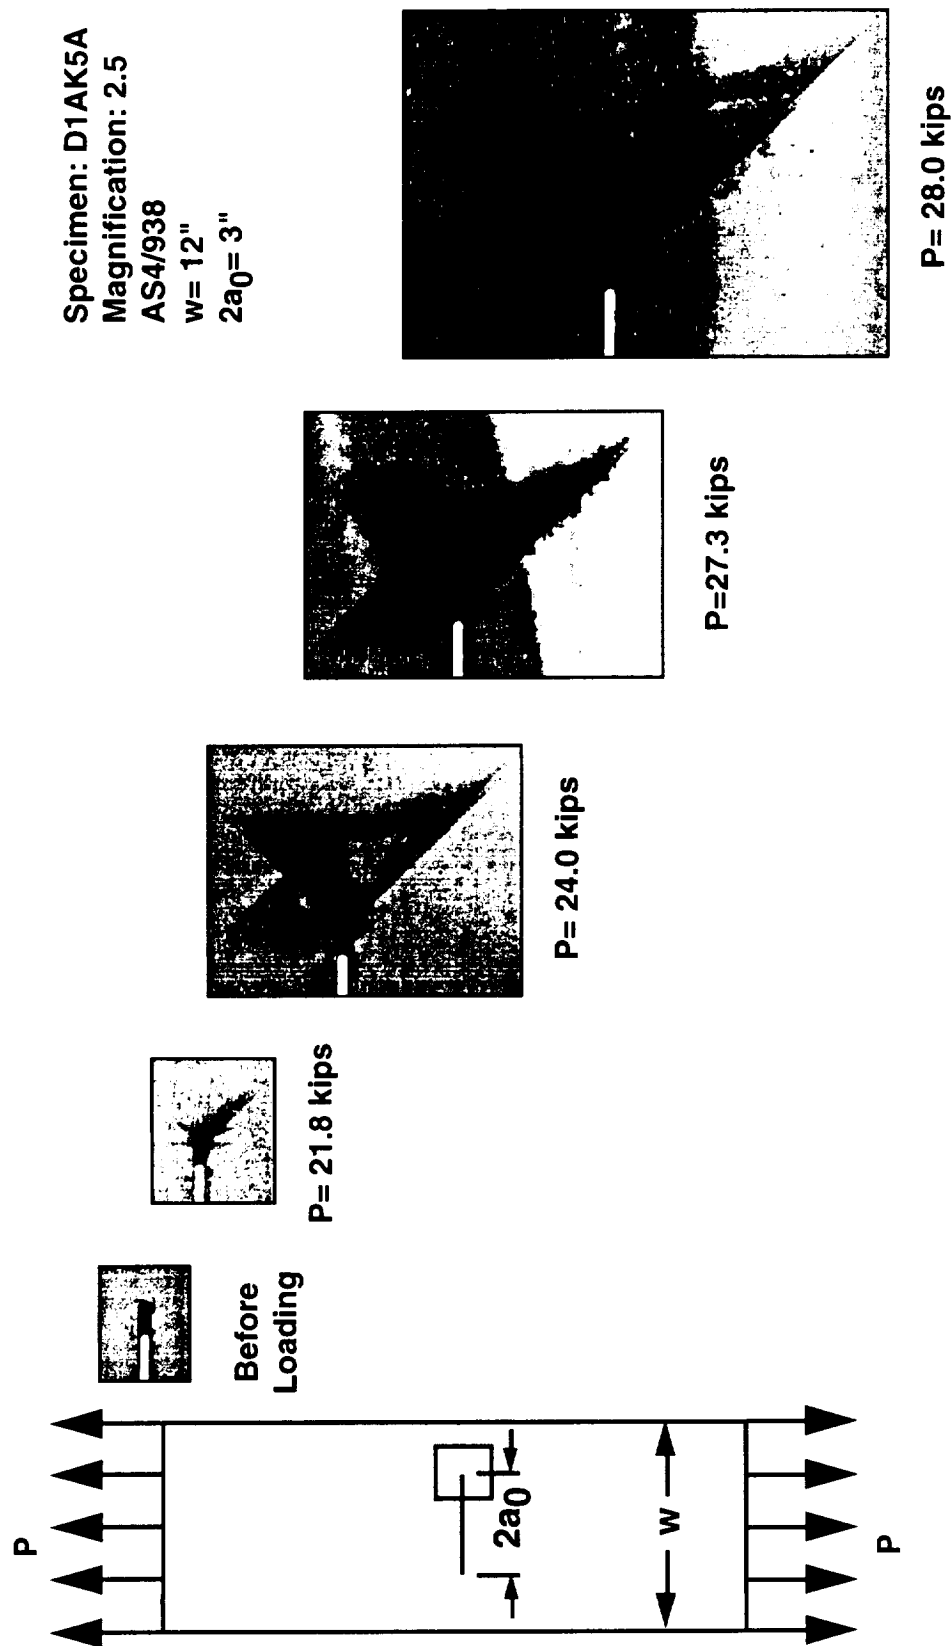 Specimen: D1AK5A
Magnification: 2.5
AS4/938
w= 12"
2a0= 3"
P
2a0
w
P
Before
Loading
P= 21.8 kips
P= 24.0 kips
P=27.3 kips
P= 28.0 kips